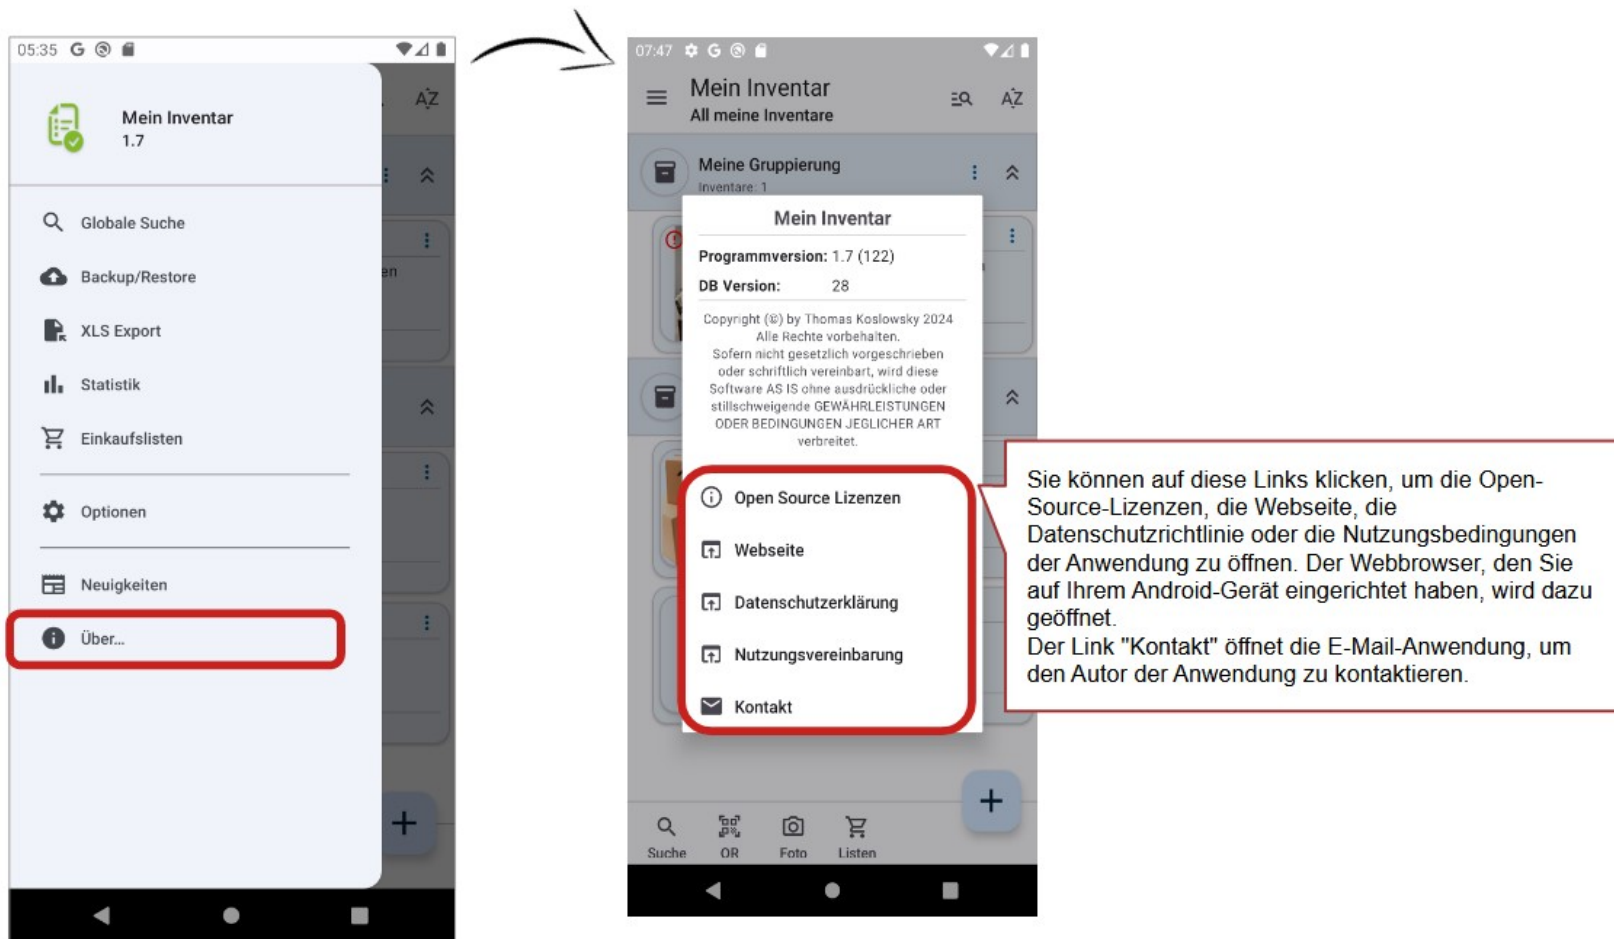 05:35
Mein Inventar
1.7
Globale Suche
Backup/Restore
XLS Export
Statistik
Einkaufslisten
Optionen
Neuigkeiten
Über...
AZ
en
07:47
Mein Inventar
All meine Inventare
AZ
Meine Gruppierung
Inventare: 1
Mein Inventar
Programmversion: 1.7 (122)
DB Version: 28
Copyright (©) by Thomas Koslowsky 2024
Alle Rechte vorbehalten.
Sofern nicht gesetzlich vorgeschrieben
oder schriftlich vereinbart, wird diese
Software AS IS ohne ausdrückliche oder
stillschweigende GEWÄHRLEISTUNGEN
ODER BEDINGUNGEN JEGLICHER ART
verbreitet.
Open Source Lizenzen
Webseite
Datenschutzerklärung
Nutzungsvereinbarung
Kontakt
Suche QR Foto Listen
Sie können auf diese Links klicken, um die Open-
Source-Lizenzen, die Webseite, die
Datenschutzrichtlinie oder die Nutzungsbedingungen
der Anwendung zu öffnen. Der Webbrowser, den Sie
auf Ihrem Android-Gerät eingerichtet haben, wird dazu
geöffnet.
Der Link "Kontakt" öffnet die E-Mail-Anwendung, um
den Autor der Anwendung zu kontaktieren.